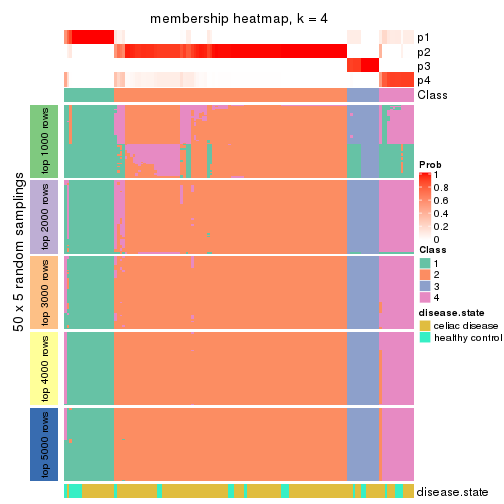 membership heatmap, k = 4
p1
p2
p3
p4
Class
50 x 5 random samplings
top 1000 rows
top 2000 rows
top 3000 rows
top 4000 rows
top 5000 rows
Prob
1
0.8
0.6
0.4
0.2
0
Class
1
2
3
4
disease.state
celiac disease
healthy control
disease.state